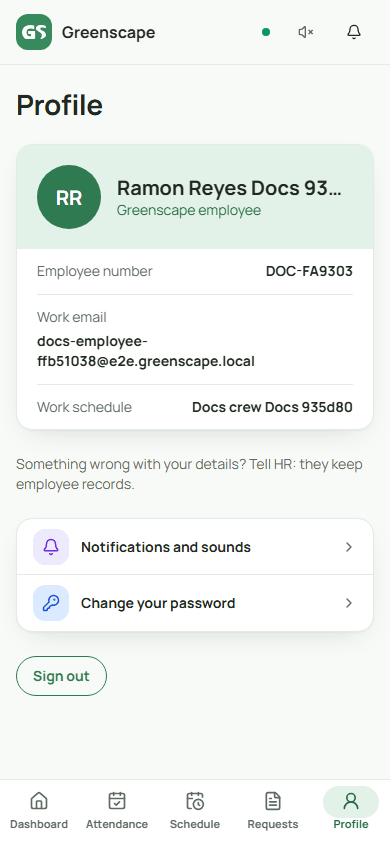 GS Greenscape
Profile
RR
Ramon Reyes Docs 93...
Greenscape employee
Employee number DOC-FA9303
Work email
docs-employee-
ffb51038@e2e.greenscape.local
Work schedule Docs crew Docs 935d80
Something wrong with your details? Tell HR: they keep
employee records.
Notifications and sounds
Change your password
Sign out
Dashboard Attendance Schedule Requests Profile